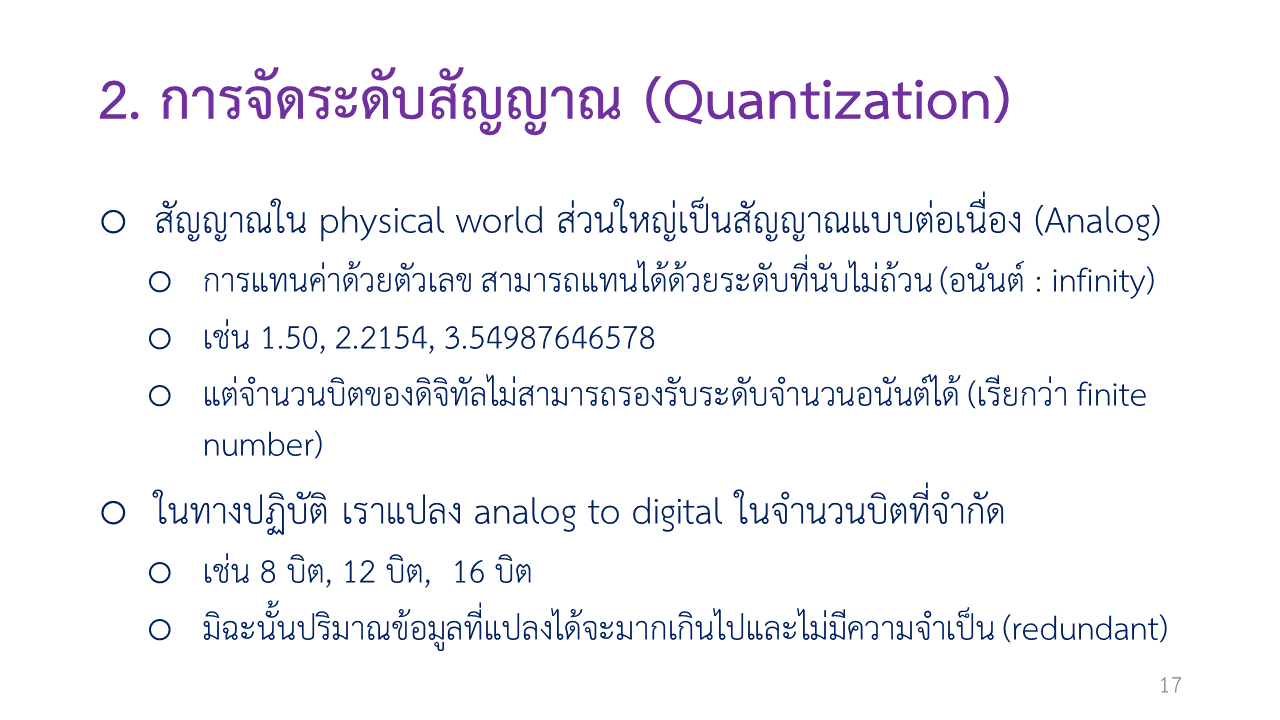 2. การจัดระดับสัญญาณ (Quantization)
สัญญาณใน physical world ส่วนใหญ่เป็นสัญญาณแบบต่อเนื่อง (Analog)
การแทนค่าด้วยตัวเลข สามารถแทนได้ด้วยระดับที่นับไม่ถ้วน (อนันต์ : infinity)
เช่น 1.50, 2.2154, 3.54987646578
แต่จำนวนบิตของดิจิทัลไม่สามารถรองรับระดับจำนวนอนันต์ได้ (เรียกว่า finite
number)
ในทางปฏิบัติ เราแปลง analog to digital ในจำนวนบิตที่จำกัด
เช่น 8 บิต, 12 บิต, 16 บิต
มิฉะนั้นปริมาณข้อมูลที่แปลงได้จะมากเกินไปและไม่มีความจำเป็น (redundant)
17